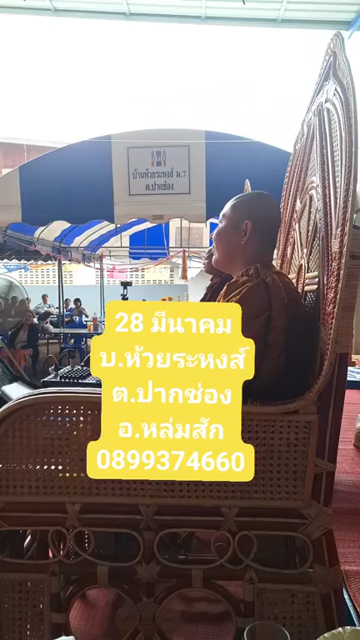 บ้านห้วยระหงส์ ม.7
ต.ปากช่อง
28 มีนาคม
บ.ห้วยระหงส์
ต.ปากช่อง
อ.หล่มสัก
0899374660